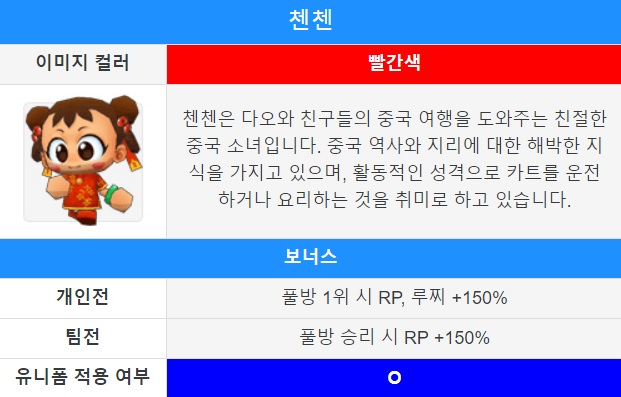 첸첸
이미지 컬러
빨간색
첸첸은 다오와 친구들의 중국 여행을 도와주는 친절한
중국 소녀입니다. 중국 역사와 지리에 대한 해박한 지
식을 가지고 있으며, 활동적인 성격으로 카트를 운전
하거나 요리하는 것을 취미로 하고 있습니다.
보너스
개인전
풀방 1위 시 RP, 루찌 +150%
팀전
풀방 승리 시 RP +150%
유니폼 적용 여부
O